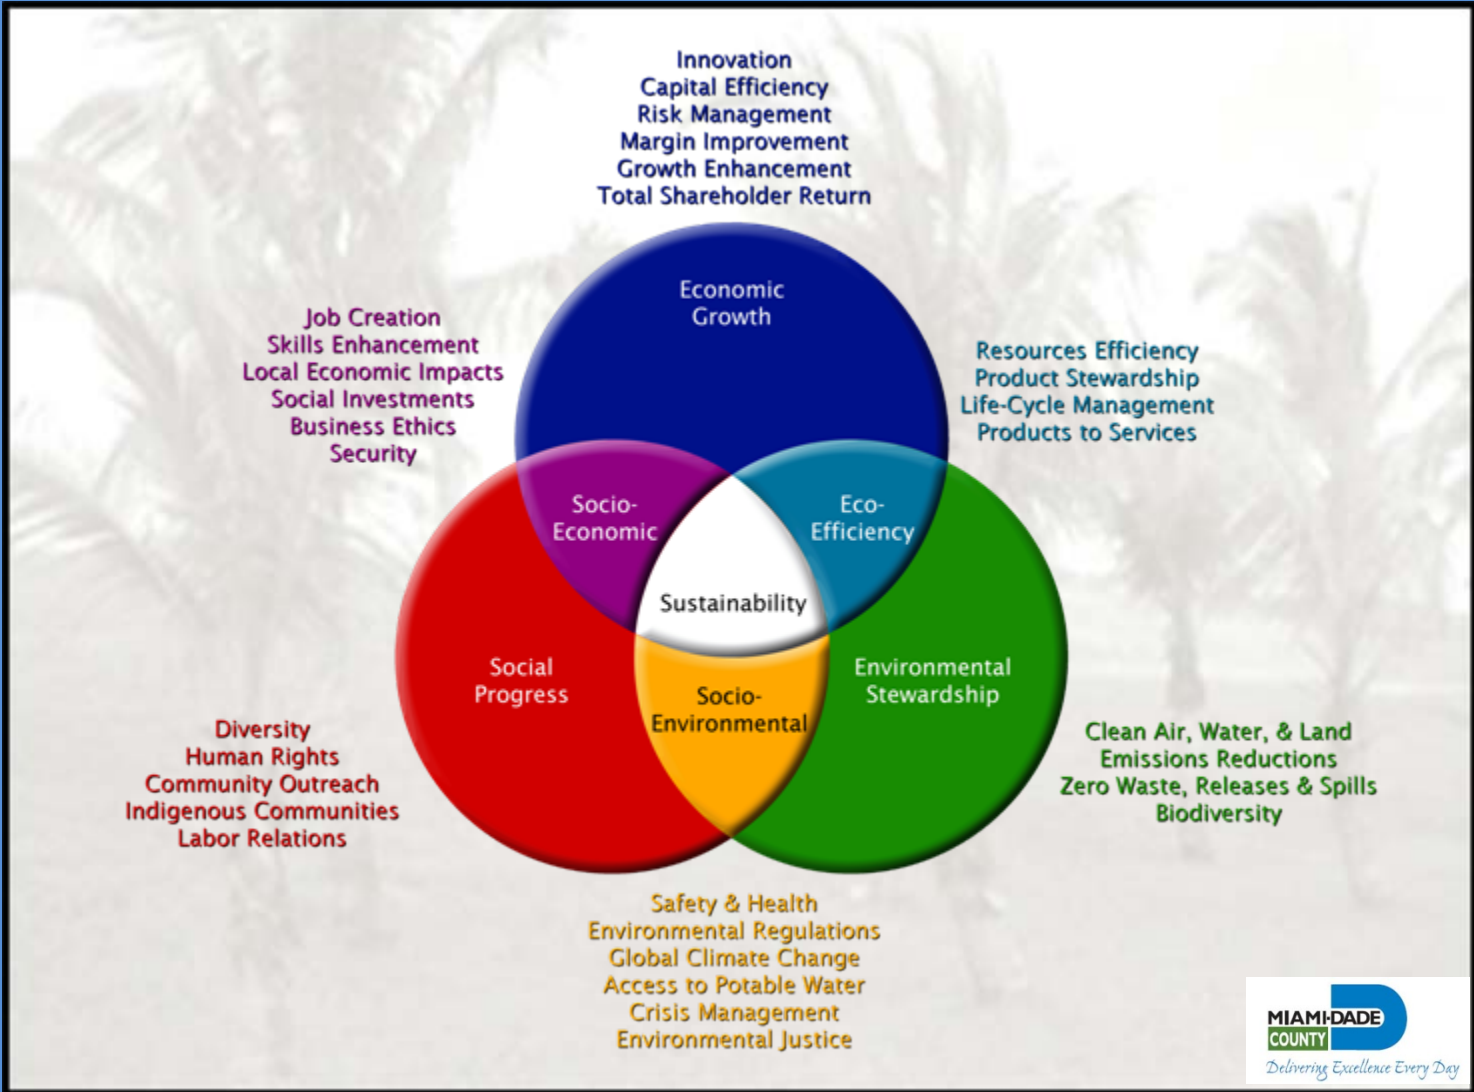 Innovation
Capital Efficiency
Risk Management
Margin Improvement
Growth Enhancement
Total Shareholder Return
Economic
Growth
Job Creation
Skills Enhancement
Local Economic Impacts
Social Investments
Business Ethics
Security
Resources Efficiency
Product Stewardship
Life-Cycle Management
Products to Services
Socio-
Economic
Eco-
Efficiency
Sustainability
Social
Progress
Socio-
Environmental
Environmental
Stewardship
Diversity
Human Rights
Community Outreach
Indigenous Communities
Labor Relations
Clean Air, Water, & Land
Emissions Reductions
Zero Waste, Releases & Spills
Biodiversity
Safety & Health
Environmental Regulations
Global Climate Change
Access to Potable Water
Crisis Management
Environmental Justice
MIAMI-DADE
COUNTY
Delivering Excellence Every Day